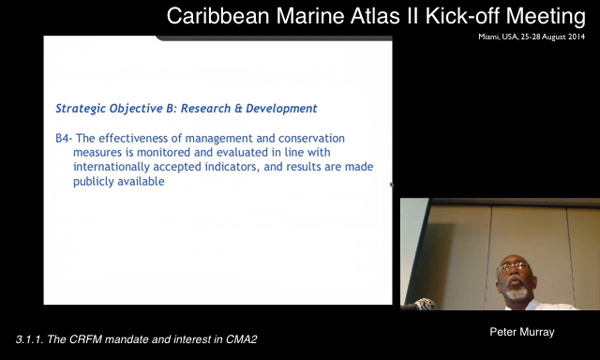 Caribbean Marine Atlas II Kick-off Meeting
Miami, USA, 25-28 August 2014
Strategic Objective B: Research & Development
B4- The effectiveness of management and conservation
measures is monitored and evaluated in line with
internationally accepted indicators, and results are made
publicly available
Peter Murray
3.1.1. The CRFM mandate and interest in CMA2